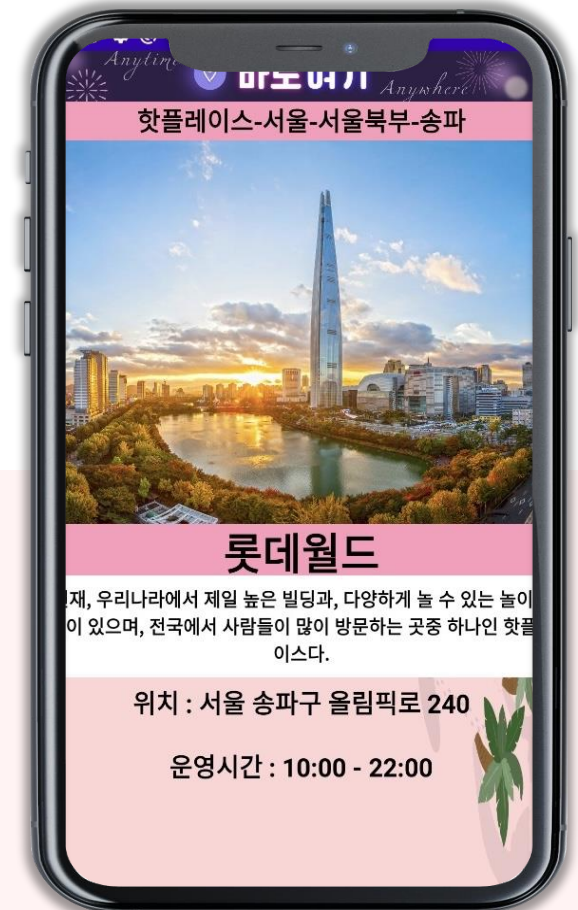 Anytime
바로여기
Anywhere
핫플레이스-서울-서울북부-송파
롯데월드
재, 우리나라에서 제일 높은 빌딩과, 다양하게 놀 수 있는 놀이
이 있으며, 전국에서 사람들이 많이 방문하는 곳중 하나인 핫플
이스다.
위치 : 서울 송파구 올림픽로 240
운영시간 : 10:00 - 22:00